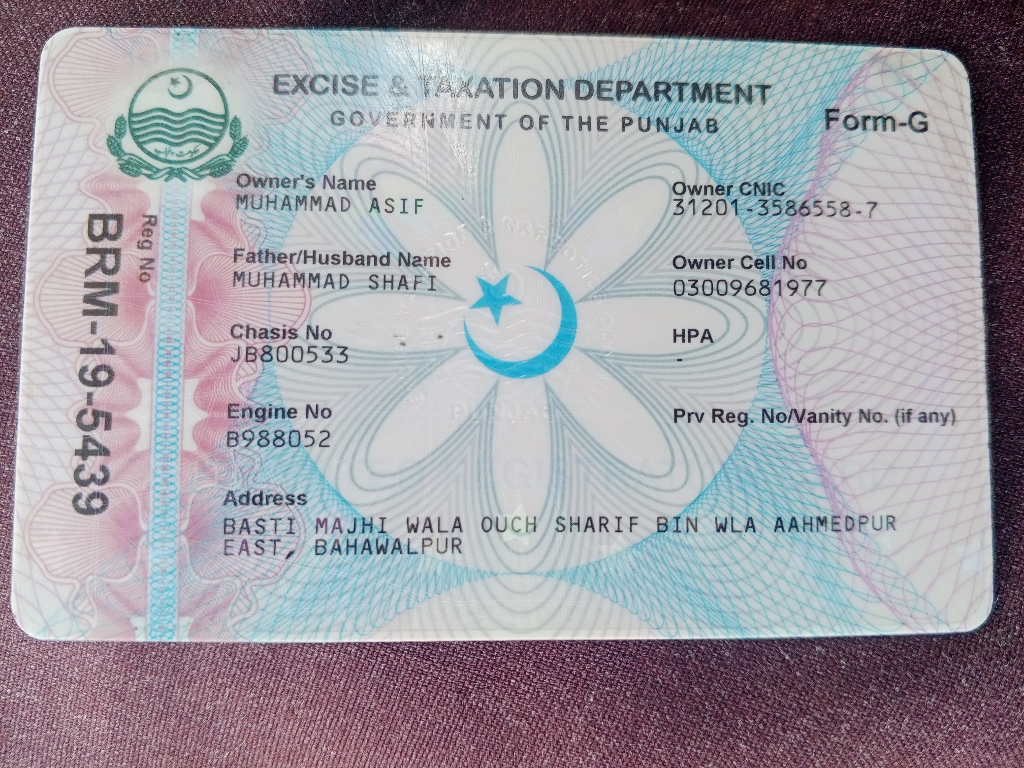 EXCISE & TAXATION DEPARTMENT
GOVERNMENT OF THE PUNJAB
Form-G
Reg No
BRM-19-5439
Owner's Name
MUHAMMAD ASIF
Owner CNIC
31201-3586558-7
Father/Husband Name
MUHAMMAD SHAFI
Owner Cell No
03009681977
Chasis No
JB800533
HPA
-
Engine No
B988052
Prv Reg. No/Vanity No. (if any)
Address
BASTI MAJHI WALA OUCH SHARIF BIN WLA AAHMEDPUR
EAST, BAHAWALPUR
PUNJAB